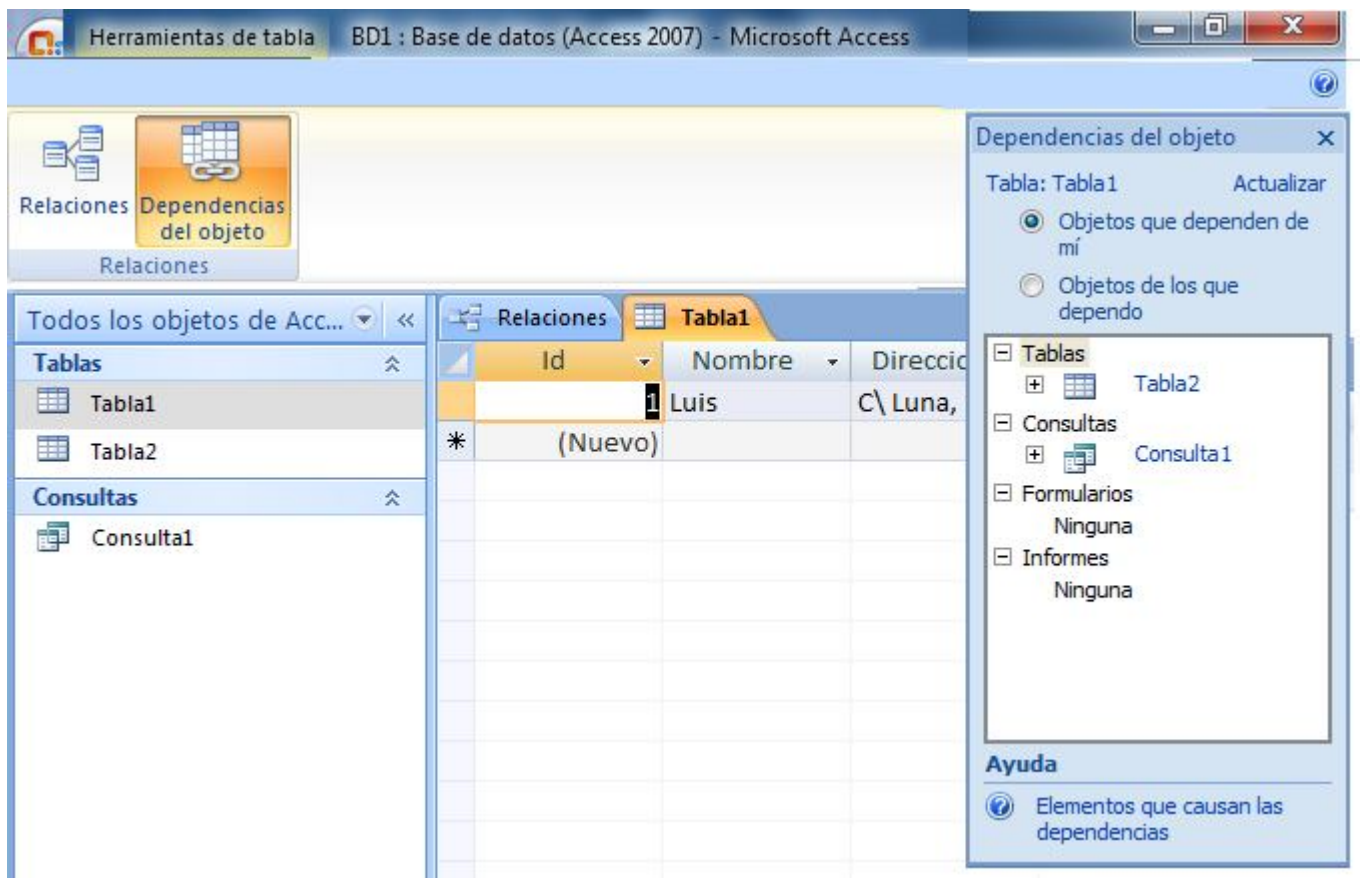 Herramientas de tabla BD1 : Base de datos (Access 2007) - Microsoft Access
Relaciones
Dependencias
del objeto
Relaciones
Todos los objetos de Acc...
Tablas
Tabla1
Tabla2
Consultas
Consulta1
Relaciones Tabla1
Id Nombre Direccic
1 Luis C\ Luna,
* (Nuevo)
Dependencias del objeto
Tabla: Tabla1 Actualizar
Objetos que dependen de
mí
Objetos de los que
dependo
Tablas
Tabla2
Consultas
Consulta1
Formularios
Ninguna
Informes
Ninguna
Ayuda
Elementos que causan las
dependencias